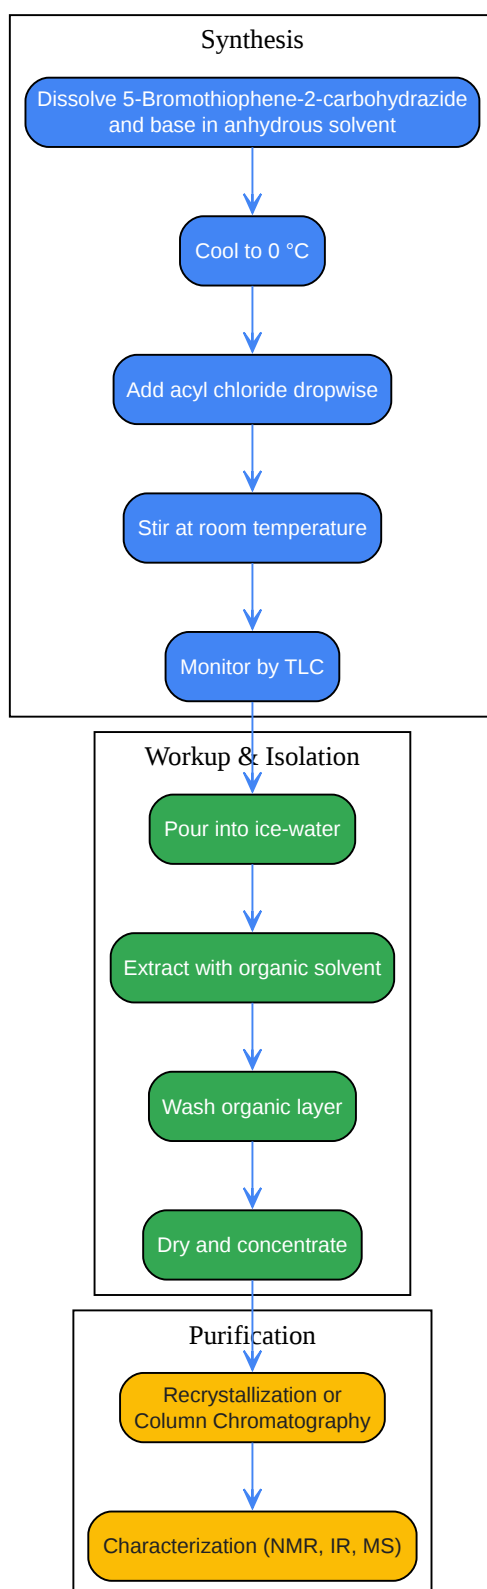 Synthesis
Dissolve 5-Bromothiophene-2-carbohydrazide
and base in anhydrous solvent
Cool to 0 °C
Add acyl chloride dropwise
Stir at room temperature
Monitor by TLC
Workup & Isolation
Pour into ice-water
Extract with organic solvent
Wash organic layer
Dry and concentrate
Purification
Recrystallization or
Column Chromatography
Characterization (NMR, IR, MS)